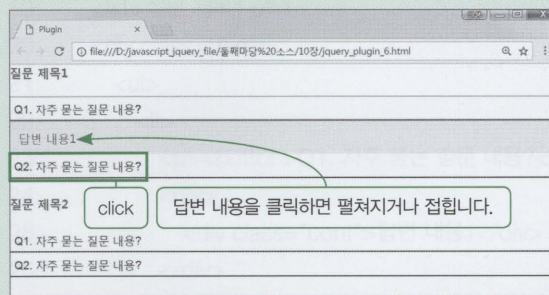 Plugin
file:///D:/javascript_jquery_file/둘째마당%20소스/10장/jquery_plugin_6.html
질문 제목1
Q1. 자주 묻는 질문 내용?
답변 내용1
Q2. 자주 묻는 질문 내용?
질문 제목2
click
답변 내용을 클릭하면 펼쳐지거나 접힙니다.
Q1. 자주 묻는 질문 내용?
Q2. 자주 묻는 질문 내용?